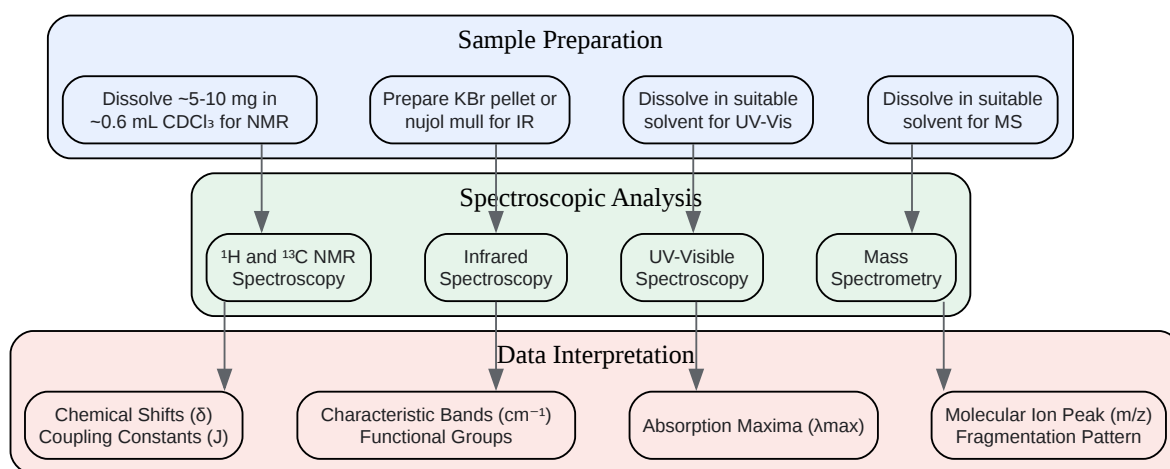 Sample Preparation
Dissolve ~5-10 mg in
~0.6 mL CDCl₃ for NMR
Prepare KBr pellet or
nujol mull for IR
Dissolve in suitable
solvent for UV-Vis
Dissolve in suitable
solvent for MS
Spectroscopic Analysis
¹H and ¹³C NMR
Spectroscopy
Infrared
Spectroscopy
UV-Visible
Spectroscopy
Mass
Spectrometry
Data Interpretation
Chemical Shifts (δ)
Coupling Constants (J)
Characteristic Bands (cm⁻¹)
Functional Groups
Absorption Maxima (λmax)
Molecular Ion Peak (m/z)
Fragmentation Pattern